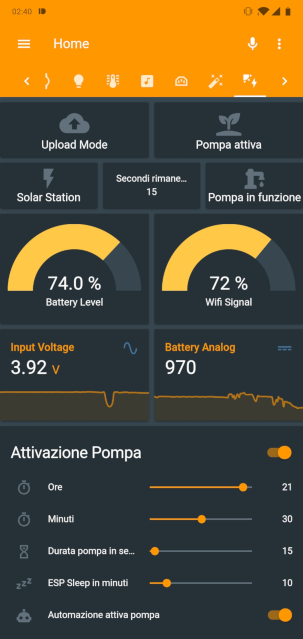 02:40
Home
Upload Mode
Pompa attiva
Solar Station
Secondi rimane...
15
Pompa in funzione
74.0 %
Battery Level
72 %
Wifi Signal
Input Voltage
3.92 V
Battery Analog
970
Attivazione Pompa
Ore 21
Minuti 30
Durata pompa in se... 15
zzz ESP Sleep in minuti 10
Automazione attiva pompa